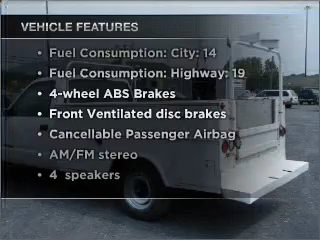 VEHICLE FEATURES
• Fuel Consumption: City: 14
• Fuel Consumption: Highway: 19
• 4-wheel ABS Brakes
• Front Ventilated disc brakes
• Cancellable Passenger Airbag
• AM/FM stereo
• 4 speakers